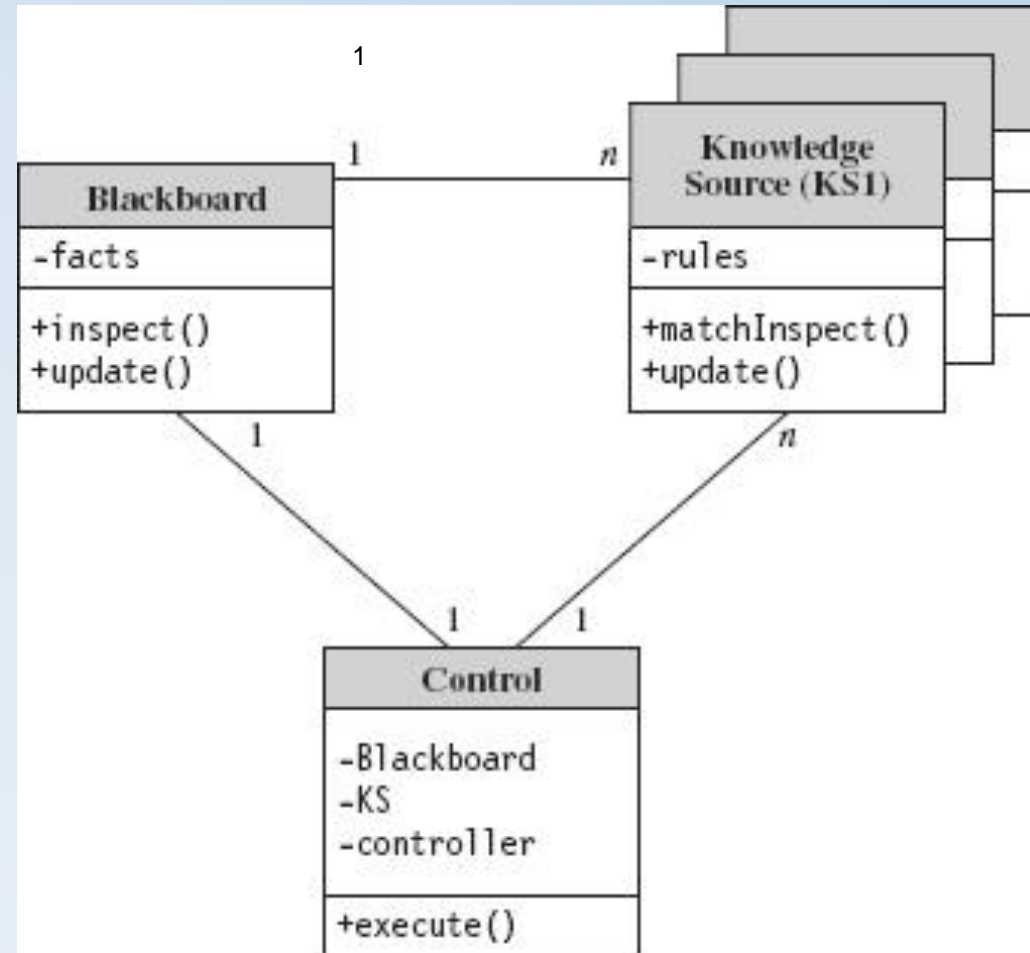 1
1
n
Knowledge
Source (KS1)
Blackboard
-facts
-rules
+inspect()
+update()
+matchInspect()
+update()
1
n
1
1
Control
-Blackboard
-KS
-controller
+execute()